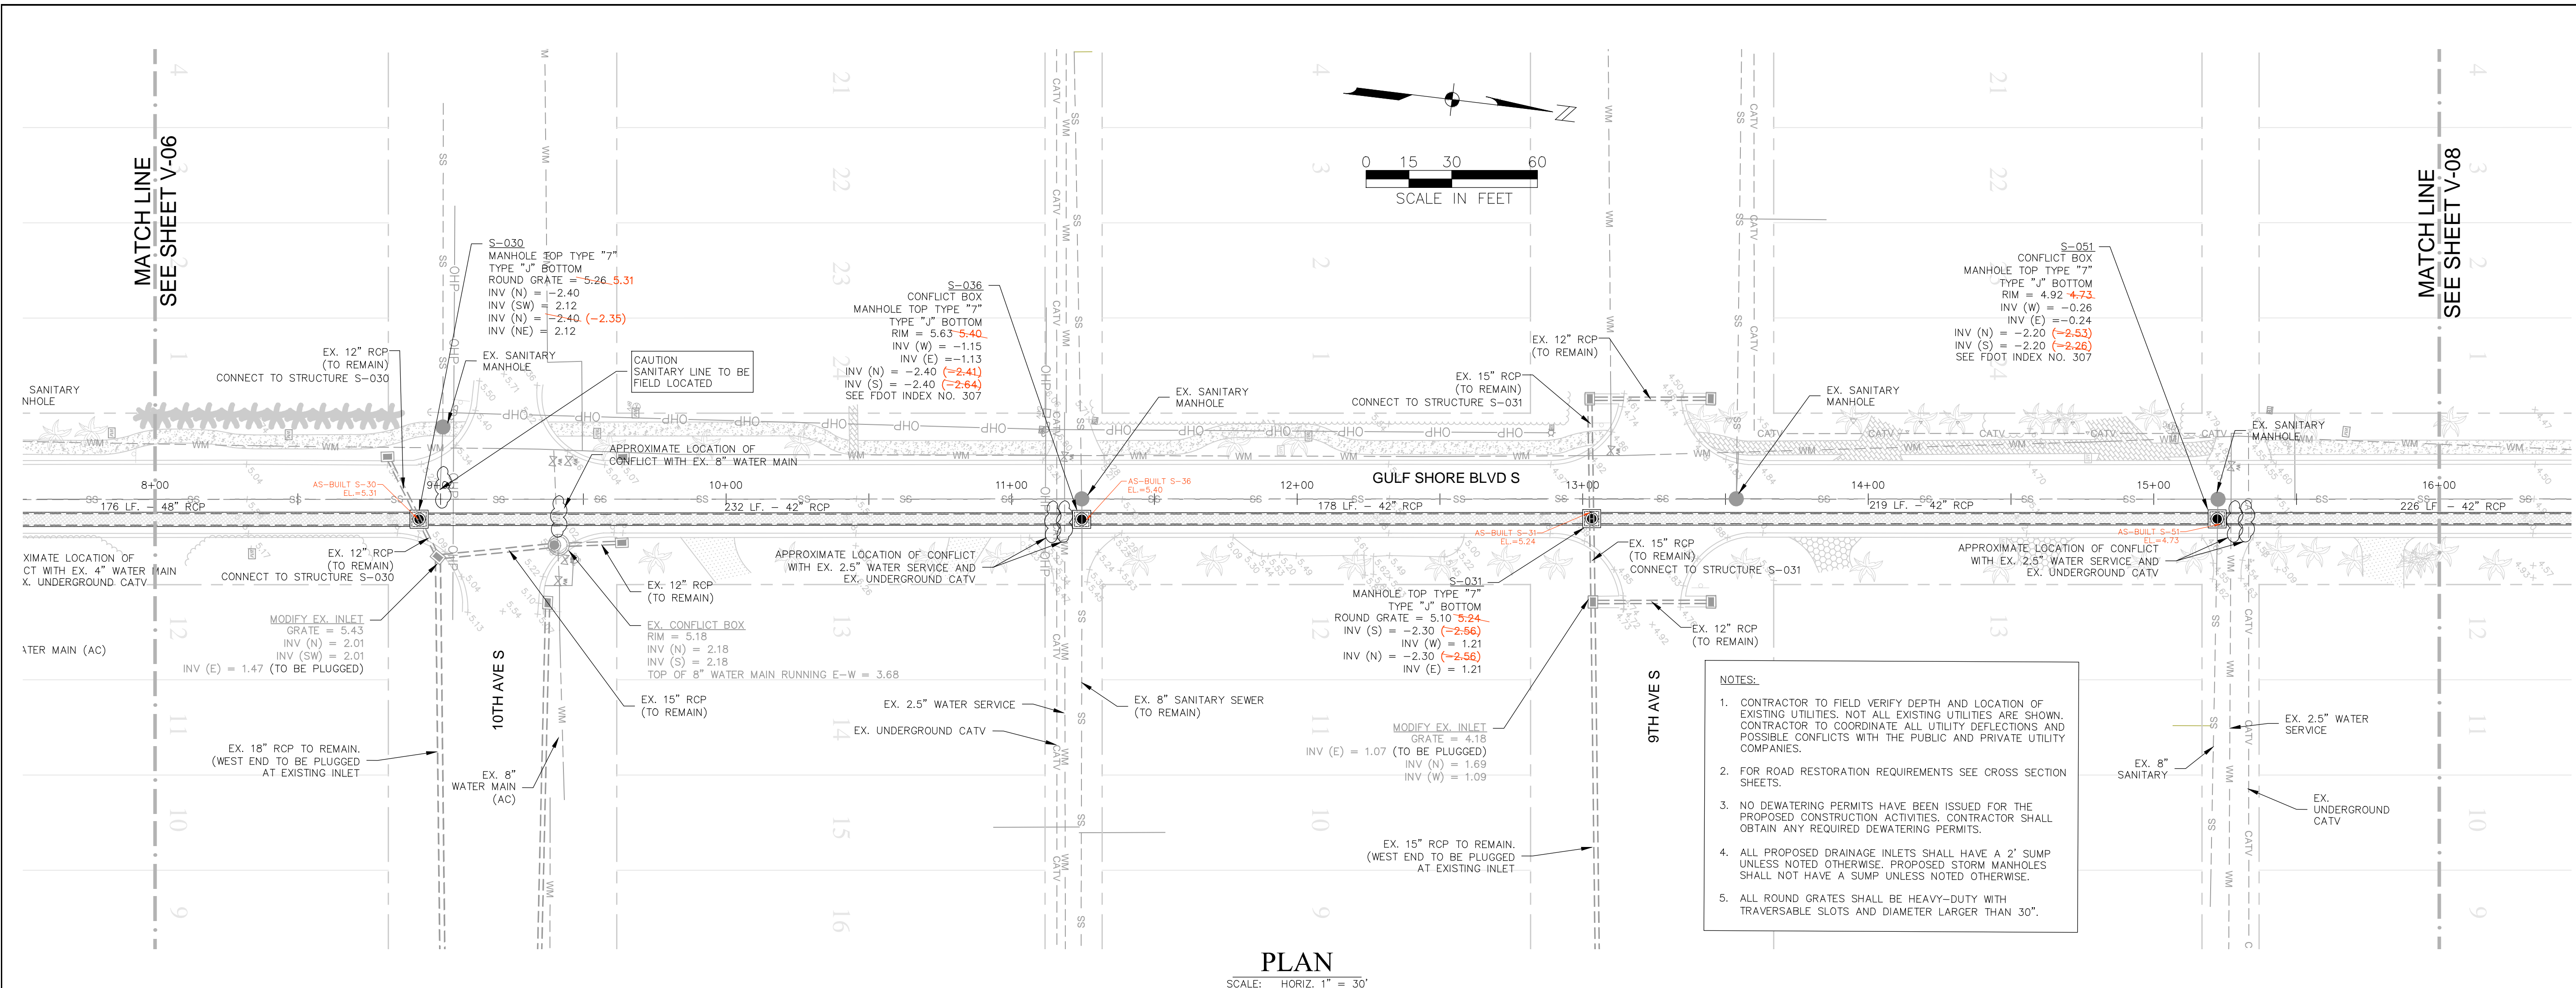 MATCH LINE
SEE SHEET V-06
S-030
MANHOLE TOP TYPE "7"
TYPE "J" BOTTOM
ROUND GRATE = 5.26 5.31
INV (N) = -2.40
INV (SW) = 2.12
INV (N) = -2.40 (-2.35)
INV (NE) = 2.12
EX. 12" RCP
(TO REMAIN)
CONNECT TO STRUCTURE S-030
EX. SANITARY
MANHOLE
CAUTION
SANITARY LINE TO BE
FIELD LOCATED
SANITARY
NHOLE
APPROXIMATE LOCATION OF
CONFLICT WITH EX. 8" WATER MAIN
S-036
CONFLICT BOX
MANHOLE TOP TYPE "7"
TYPE "J" BOTTOM
RIM = 5.63 5.40
INV (W) = -1.15
INV (E) =-1.13
INV (N) = -2.40 (-2.41)
INV (S) = -2.40 (-2.64)
SEE FDOT INDEX NO. 307
EX. SANITARY
MANHOLE
0 15 30 60
SCALE IN FEET
Z
EX. 12" RCP
(TO REMAIN)
EX. 15" RCP
(TO REMAIN)
CONNECT TO STRUCTURE S-031
S-051
CONFLICT BOX
MANHOLE TOP TYPE "7"
TYPE "J" BOTTOM
RIM = 4.92 4.73
INV (W) = -0.26
INV (E) =-0.24
INV (N) = -2.20 (-2.53)
INV (S) = -2.20 (-2.26)
SEE FDOT INDEX NO. 307
EX. SANITARY
MANHOLE
EX. SANITARY
MANHOLE
MATCH LINE
SEE SHEET V-08
GULF SHORE BLVD S
8+00 9+00 10+00 11+00 12+00 13+00 14+00 15+00 16+00
AS-BUILT S-30
EL.=5.31
AS-BUILT S-36
EL.=5.40
AS-BUILT S-31
EL.=5.24
AS-BUILT S-51
EL.=4.73
176 LF. - 48" RCP
232 LF. - 42" RCP
178 LF. - 42" RCP
219 LF. - 42" RCP
226 LF - 42" RCP
XIMATE LOCATION OF
CT WITH EX. 4" WATER MAIN
X. UNDERGROUND CATV
EX. 12" RCP
(TO REMAIN)
CONNECT TO STRUCTURE S-030
MODIFY EX. INLET
GRATE = 5.43
INV (N) = 2.01
INV (SW) = 2.01
INV (E) = 1.47 (TO BE PLUGGED)
ATER MAIN (AC)
EX. 18" RCP TO REMAIN.
(WEST END TO BE PLUGGED
AT EXISTING INLET
10TH AVE S
EX. 8"
WATER MAIN
(AC)
EX. 12" RCP
(TO REMAIN)
EX. CONFLICT BOX
RIM = 5.18
INV (N) = 2.18
INV (S) = 2.18
TOP OF 8" WATER MAIN RUNNING E-W = 3.68
EX. 15" RCP
(TO REMAIN)
APPROXIMATE LOCATION OF CONFLICT
WITH EX. 2.5" WATER SERVICE AND
EX. UNDERGROUND CATV
EX. 2.5" WATER SERVICE
EX. UNDERGROUND CATV
EX. 8" SANITARY SEWER
(TO REMAIN)
S-031
MANHOLE TOP TYPE "7"
TYPE "J" BOTTOM
ROUND GRATE = 5.10 5.24
INV (S) = -2.30 (-2.56)
INV (W) = 1.21
INV (N) = -2.30 (-2.56)
INV (E) = 1.21
EX. 15" RCP
(TO REMAIN)
CONNECT TO STRUCTURE S-031
EX. 12" RCP
(TO REMAIN)
MODIFY EX. INLET
GRATE = 4.18
INV (E) = 1.07 (TO BE PLUGGED)
INV (N) = 1.69
INV (W) = 1.09
9TH AVE S
EX. 15" RCP TO REMAIN.
(WEST END TO BE PLUGGED
AT EXISTING INLET
APPROXIMATE LOCATION OF CONFLICT
WITH EX. 2.5" WATER SERVICE AND
EX. UNDERGROUND CATV
NOTES:
1. CONTRACTOR TO FIELD VERIFY DEPTH AND LOCATION OF
EXISTING UTILITIES. NOT ALL EXISTING UTILITIES ARE SHOWN.
CONTRACTOR TO COORDINATE ALL UTILITY DEFLECTIONS AND
POSSIBLE CONFLICTS WITH THE PUBLIC AND PRIVATE UTILITY
COMPANIES.
2. FOR ROAD RESTORATION REQUIREMENTS SEE CROSS SECTION
SHEETS.
3. NO DEWATERING PERMITS HAVE BEEN ISSUED FOR THE
PROPOSED CONSTRUCTION ACTIVITIES. CONTRACTOR SHALL
OBTAIN ANY REQUIRED DEWATERING PERMITS.
4. ALL PROPOSED DRAINAGE INLETS SHALL HAVE A 2' SUMP
UNLESS NOTED OTHERWISE. PROPOSED STORM MANHOLES
SHALL NOT HAVE A SUMP UNLESS NOTED OTHERWISE.
5. ALL ROUND GRATES SHALL BE HEAVY-DUTY WITH
TRAVERSABLE SLOTS AND DIAMETER LARGER THAN 30".
EX. 8"
SANITARY
EX. 2.5" WATER
SERVICE
EX.
UNDERGROUND
CATV
PLAN
SCALE: HORIZ. 1" = 30'